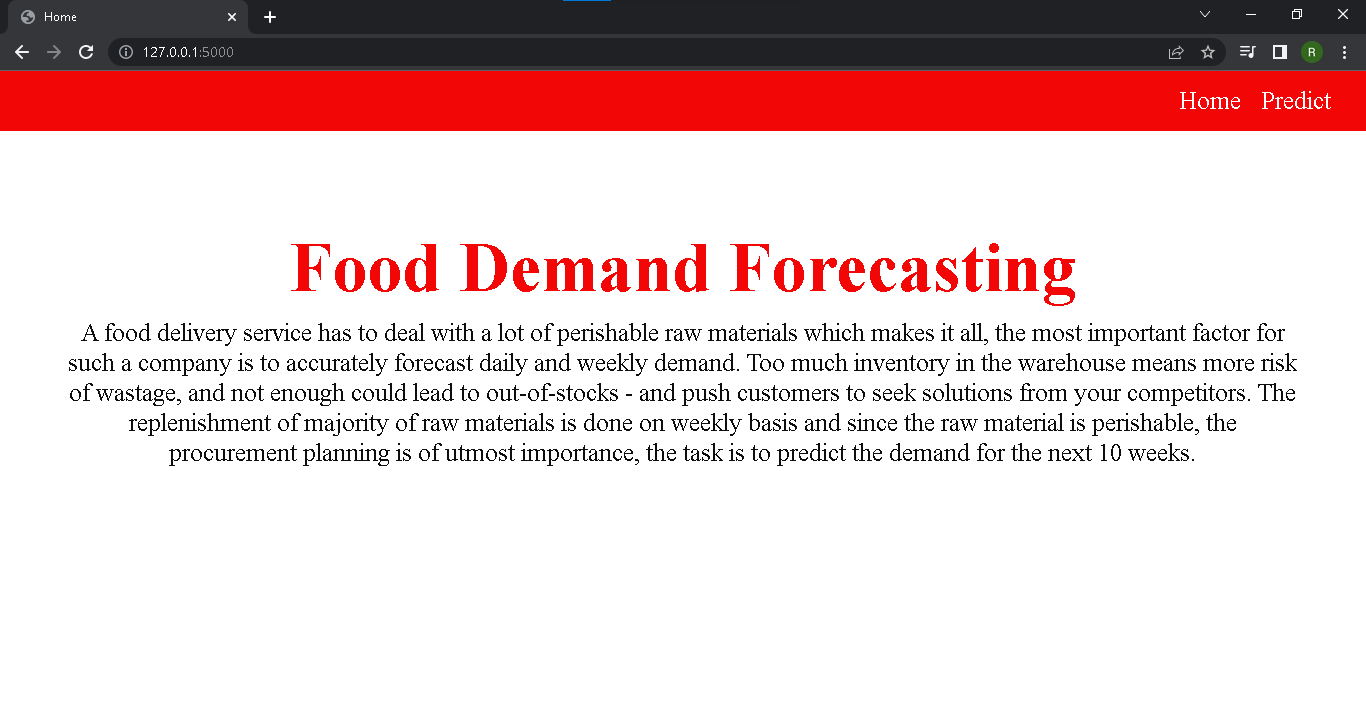 Home
127.0.0.1:5000
R
Home Predict
Food Demand Forecasting
A food delivery service has to deal with a lot of perishable raw materials which makes it all, the most important factor for
such a company is to accurately forecast daily and weekly demand. Too much inventory in the warehouse means more risk
of wastage, and not enough could lead to out-of-stocks - and push customers to seek solutions from your competitors. The
replenishment of majority of raw materials is done on weekly basis and since the raw material is perishable, the
procurement planning is of utmost importance, the task is to predict the demand for the next 10 weeks.